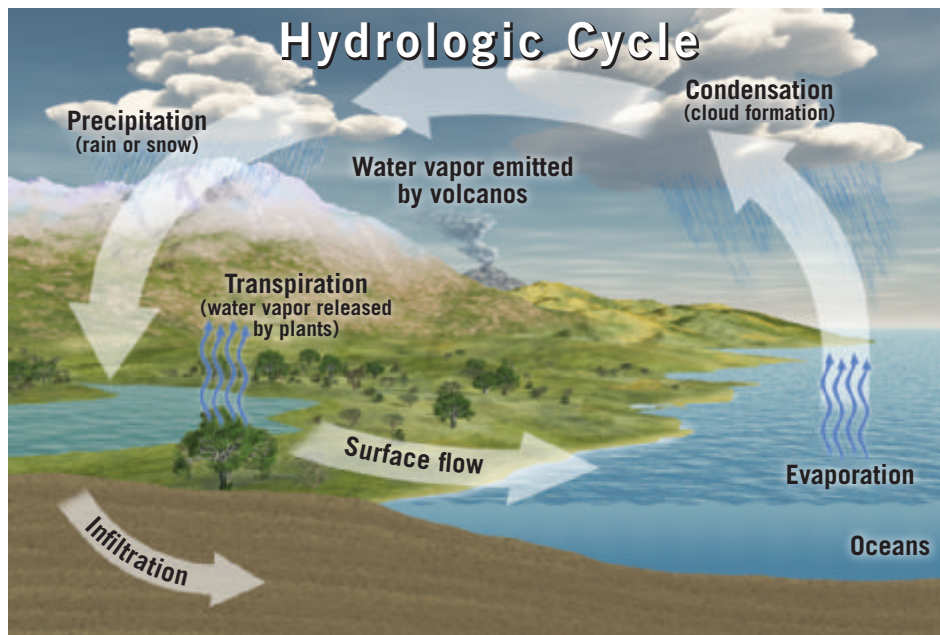 Hydrologic Cycle
Condensation
(cloud formation)
Precipitation
(rain or snow)
Water vapor emitted
by volcanos
Transpiration
(water vapor released
by plants)
Surface flow
Evaporation
Infiltration
Oceans